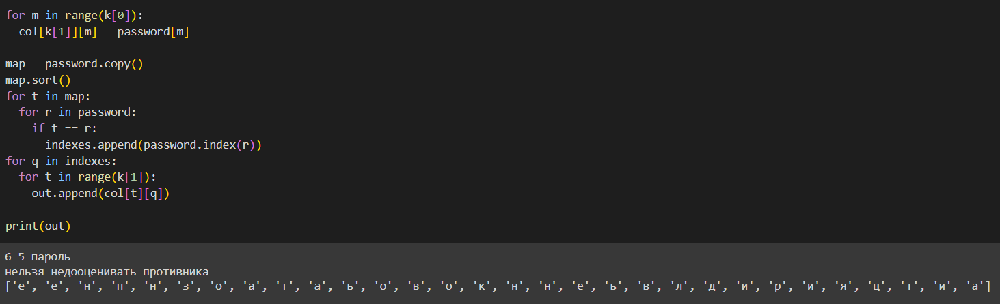 for m in range(k[0]):
  col[k[1]][m] = password[m]

map = password.copy()
map.sort()
for t in map:
  for r in password:
    if t == r:
      indexes.append(password.index(r))
for q in indexes:
  for t in range(k[1]):
    out.append(col[t][q])

print(out)
6 5 пароль
нельзя недооценивать противника
['е', 'е', 'н', 'п', 'н', 'з', 'о', 'а', 'т', 'а', 'ь', 'о', 'в', 'о', 'к', 'н', 'н', 'е', 'ь', 'в', 'л', 'д', 'и', 'р', 'и', 'я', 'ц', 'т', 'и', 'а']